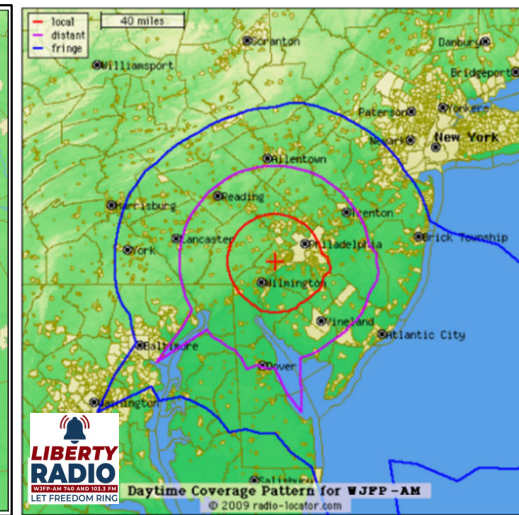 local
distant
fringe
40 miles
Scranton
Danbury
Williamsport
Bridgeport
Paterson
Yonkers
Newark
New York
Allentown
Reading
Harrisburg
Trenton
York
Lancaster
Philadelphia
Brick Township
Wilmington
Vineland
Atlantic City
Baltimore
Dover
Washington
LIBERTY
RADIO
WJFP-AM 740 AND 103.3 FM
LET FREEDOM RING
Salisbury
Daytime Coverage Pattern for WJFP-AM
© 2009 radio-locator.com